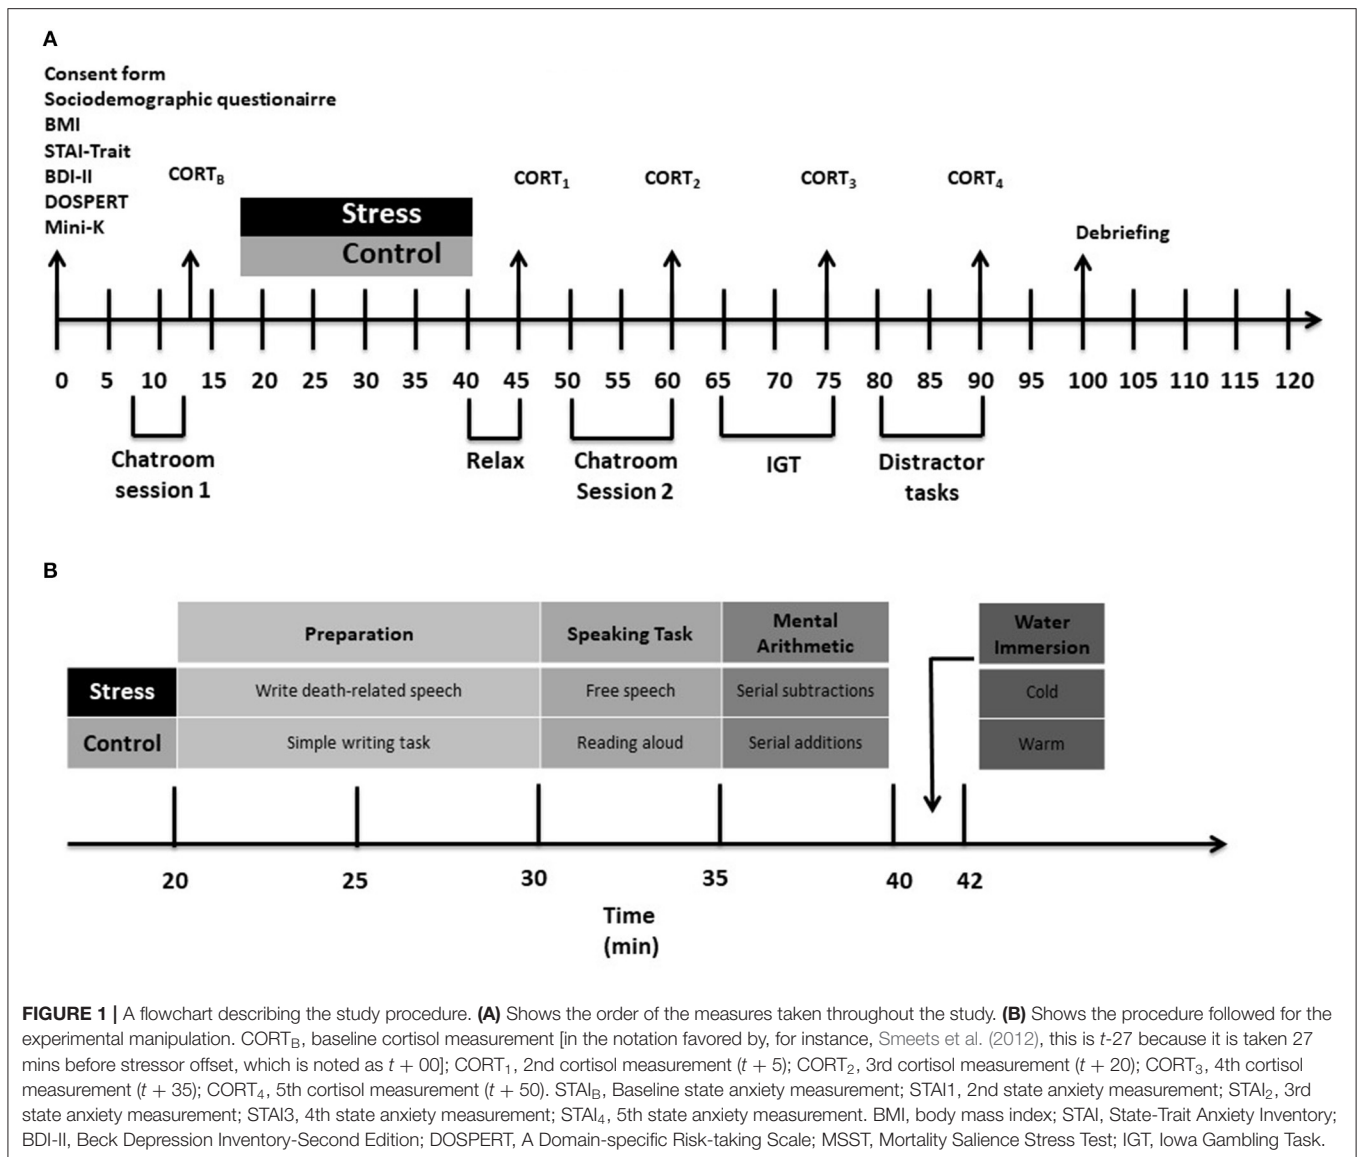 A
Consent form
Sociodemographic questionairre
BMI
STAI-Trait
BDI-II
DOSPERT
Mini-K
CORTB
Stress
Control
CORT1
CORT2
CORT3
CORT4
Debriefing
0 5 10 15 20 25 30 35 40 45 50 55 60 65 70 75 80 85 90 95 100 105 110 115 120
Chatroom
session 1
Relax
Chatroom
Session 2
IGT
Distractor
tasks
B
Preparation
Speaking Task
Mental
Arithmetic
Water
Immersion
Stress
Write death-related speech
Free speech
Serial subtractions
Cold
Control
Simple writing task
Reading aloud
Serial additions
Warm
20 25 30 35 40 42
Time
(min)
FIGURE 1 | A flowchart describing the study procedure. (A) Shows the order of the measures taken throughout the study. (B) Shows the procedure followed for the
experimental manipulation. CORTB, baseline cortisol measurement [in the notation favored by, for instance, Smeets et al. (2012), this is t-27 because it is taken 27
mins before stressor offset, which is noted as t + 00]; CORT1, 2nd cortisol measurement (t + 5); CORT2, 3rd cortisol measurement (t + 20); CORT3, 4th cortisol
measurement (t + 35); CORT4, 5th cortisol measurement (t + 50). STAIB, Baseline state anxiety measurement; STAI1, 2nd state anxiety measurement; STAI2, 3rd
state anxiety measurement; STAI3, 4th state anxiety measurement; STAI4, 5th state anxiety measurement. BMI, body mass index; STAI, State-Trait Anxiety Inventory;
BDI-II, Beck Depression Inventory-Second Edition; DOSPERT, A Domain-specific Risk-taking Scale; MSST, Mortality Salience Stress Test; IGT, Iowa Gambling Task.